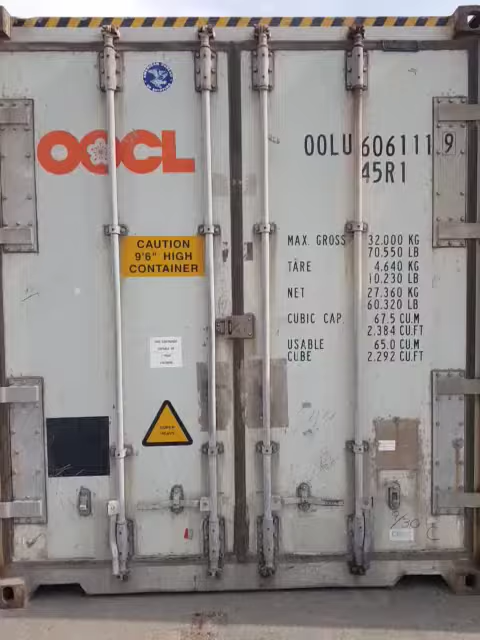 OOCL
OOLU 606111 9
45R1
CAUTION
9'6" HIGH
CONTAINER
MAX. GROSS 32.000 KG
70.550 LB
TARE 4.640 KG
10.230 LB
NET 27.360 KG
60.320 LB
CUBIC CAP. 67.5 CU.M
2.384 CU.FT
USABLE 65.0 CU.M
CUBE 2.292 CU.FT